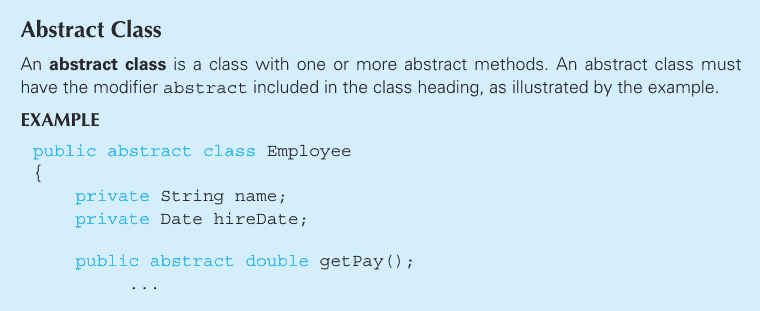 Abstract Class
An abstract class is a class with one or more abstract methods. An abstract class must
have the modifier abstract included in the class heading, as illustrated by the example.
EXAMPLE
public abstract class Employee
{
    private String name;
    private Date hireDate;
    public abstract double getPay();
         ...